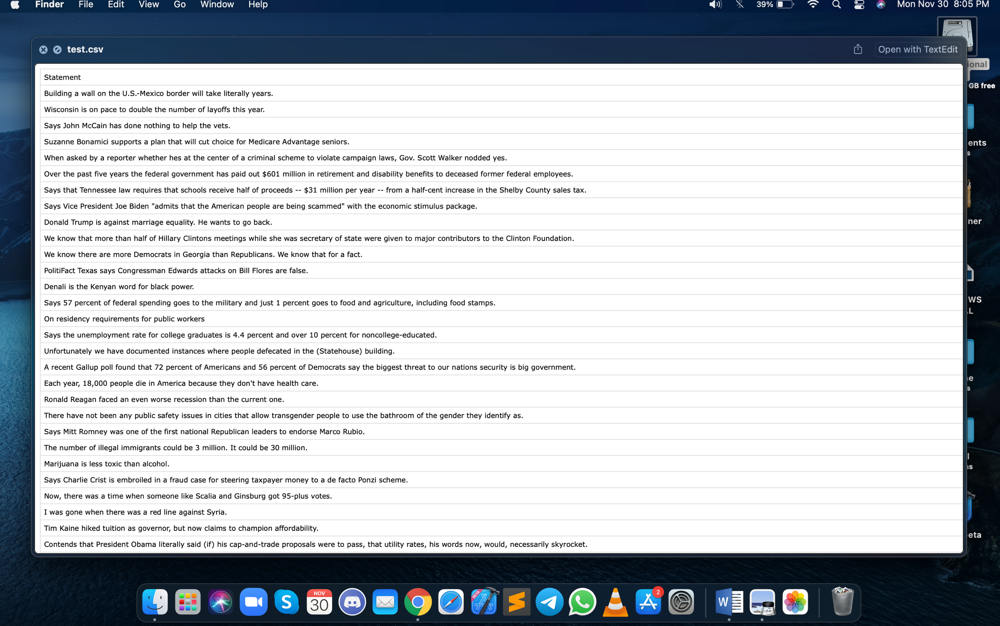 Finder File Edit View Go Window Help 39% Mon Nov 30 8:05 PM
test.csv Open with TextEdit
Statement
Building a wall on the U.S.-Mexico border will take literally years.
GB free
Wisconsin is on pace to double the number of layoffs this year.
Says John McCain has done nothing to help the vets.
Suzanne Bonamici supports a plan that will cut choice for Medicare Advantage seniors.
When asked by a reporter whether hes at the center of a criminal scheme to violate campaign laws, Gov. Scott Walker nodded yes.
Over the past five years the federal government has paid out $601 million in retirement and disability benefits to deceased former federal employees.
Says that Tennessee law requires that schools receive half of proceeds -- $31 million per year -- from a half-cent increase in the Shelby County sales tax.
Says Vice President Joe Biden "admits that the American people are being scammed" with the economic stimulus package.
Donald Trump is against marriage equality. He wants to go back.
We know that more than half of Hillary Clintons meetings while she was secretary of state were given to major contributors to the Clinton Foundation.
We know there are more Democrats in Georgia than Republicans. We know that for a fact.
PolitiFact Texas says Congressman Edwards attacks on Bill Flores are false.
Denali is the Kenyan word for black power.
Says 57 percent of federal spending goes to the military and just 1 percent goes to food and agriculture, including food stamps.
On residency requirements for public workers
Says the unemployment rate for college graduates is 4.4 percent and over 10 percent for noncollege-educated.
Unfortunately we have documented instances where people defecated in the (Statehouse) building.
A recent Gallup poll found that 72 percent of Americans and 56 percent of Democrats say the biggest threat to our nations security is big government.
Each year, 18,000 people die in America because they don't have health care.
Ronald Reagan faced an even worse recession than the current one.
There have not been any public safety issues in cities that allow transgender people to use the bathroom of the gender they identify as.
Says Mitt Romney was one of the first national Republican leaders to endorse Marco Rubio.
The number of illegal immigrants could be 3 million. It could be 30 million.
Marijuana is less toxic than alcohol.
Says Charlie Crist is embroiled in a fraud case for steering taxpayer money to a de facto Ponzi scheme.
Now, there was a time when someone like Scalia and Ginsburg got 95-plus votes.
I was gone when there was a red line against Syria.
Tim Kaine hiked tuition as governor, but now claims to champion affordability.
Contends that President Obama literally said (if) his cap-and-trade proposals were to pass, that utility rates, his words now, would, necessarily skyrocket.
NOV
30
BETA
2
W